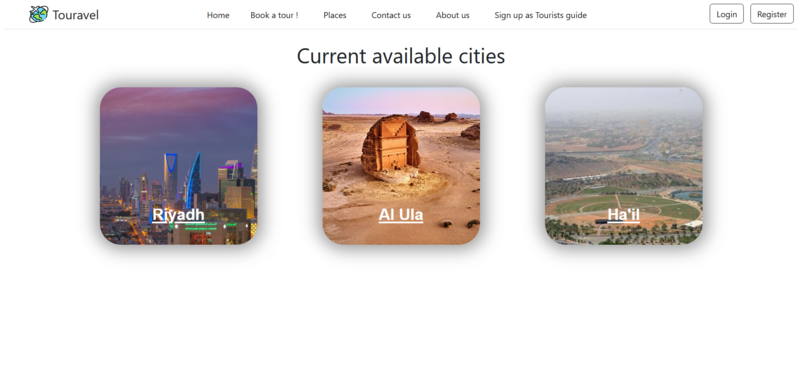 Touravel
Home
Book a tour !
Places
Contact us
About us
Sign up as Tourists guide
Login
Register
Current available cities
Riyadh
Al Ula
Ha'il